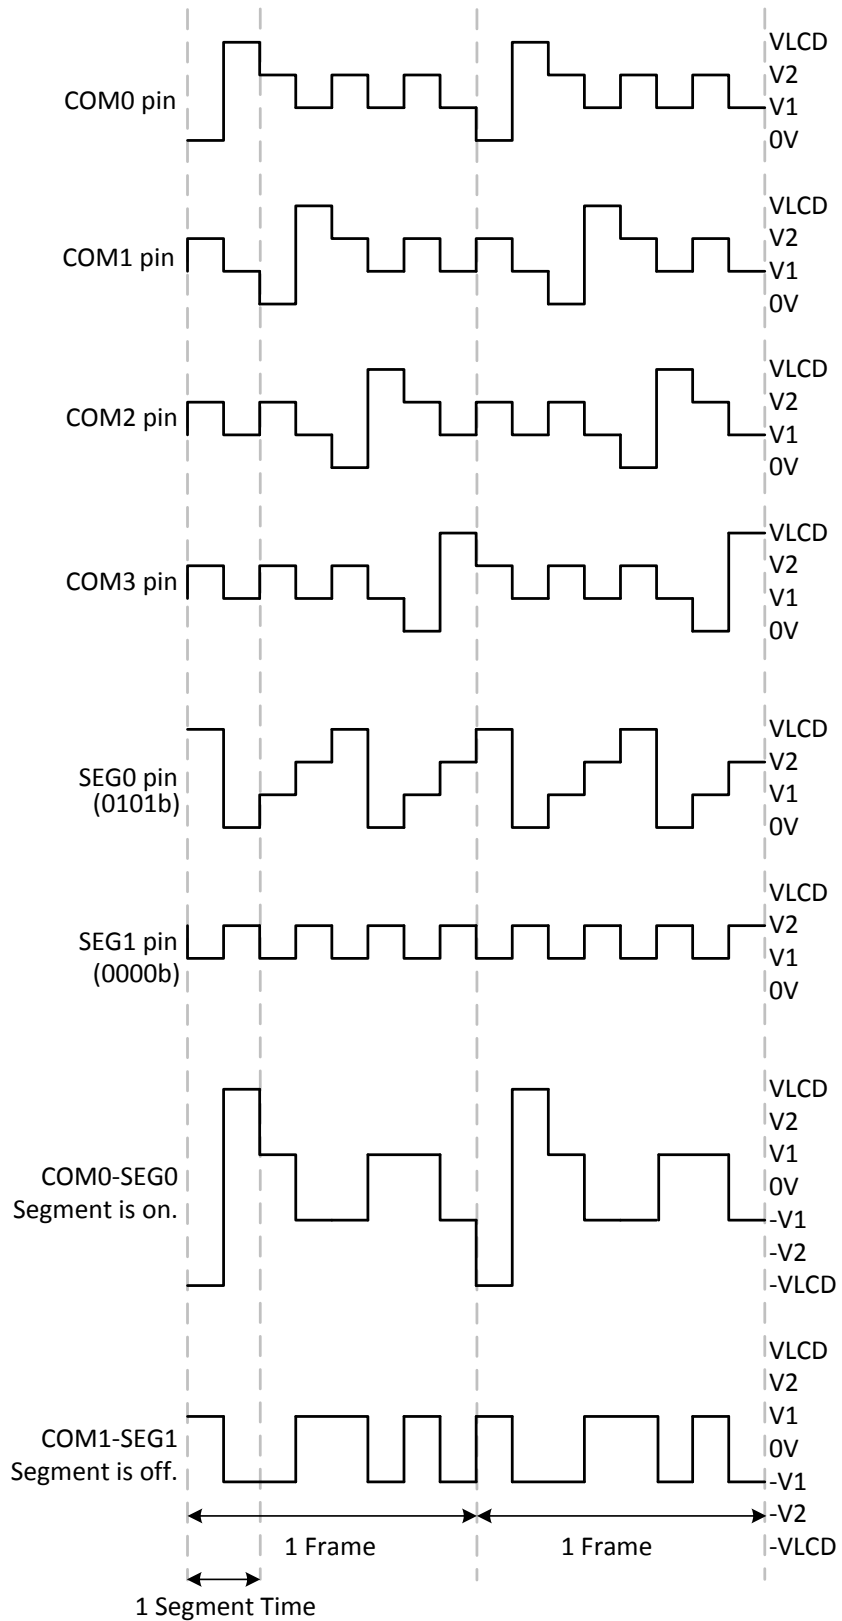 VLCD
V2
COM0 pin
V1
0V
VLCD
V2
COM1 pin
V1
0V
VLCD
V2
COM2 pin
V1
0V
VLCD
V2
COM3 pin
V1
0V
VLCD
V2
SEG0 pin
(0101b)
V1
0V
VLCD
V2
SEG1 pin
(0000b)
V1
0V
VLCD
V2
V1
COM0-SEG0
Segment is on.
0V
-V1
-V2
-VLCD
VLCD
V2
V1
COM1-SEG1
Segment is off.
0V
-V1
-V2
-VLCD
1 Frame
1 Frame
1 Segment Time